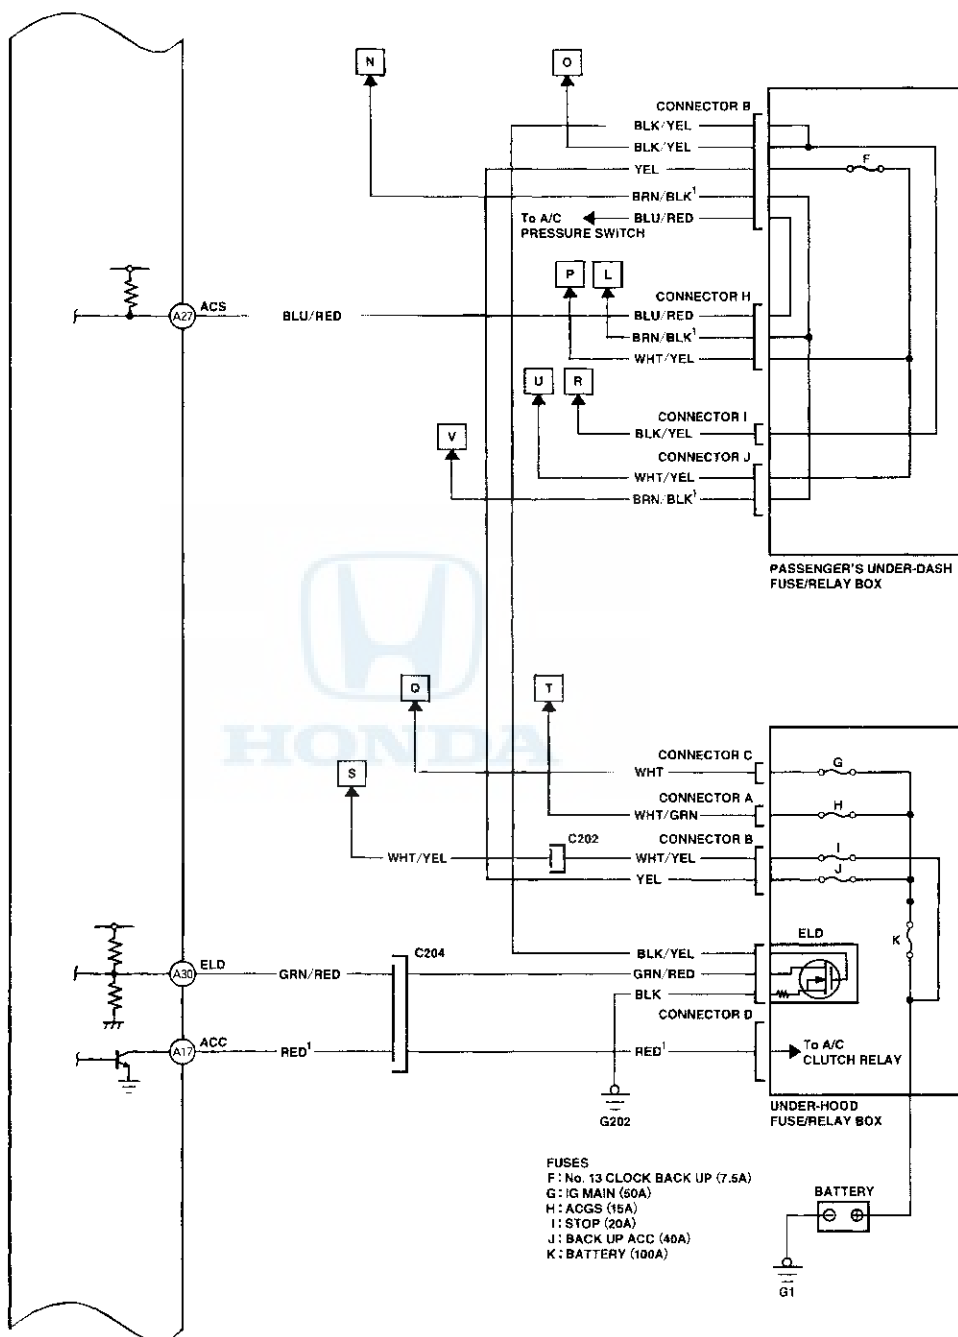 N
O
CONNECTOR B
BLK/YEL
BLK/YEL
YEL
F
BRN/BLK¹
BLU/RED
To A/C
PRESSURE SWITCH
P
L
CONNECTOR H
A27
ACS
BLU/RED
BLU/RED
BRN/BLK¹
WHT/YEL
U
R
CONNECTOR I
BLK/YEL
V
CONNECTOR J
WHT/YEL
BRN/BLK¹
PASSENGER'S UNDER-DASH
FUSE/RELAY BOX
HONDA
Q
T
CONNECTOR C
WHT
G
S
CONNECTOR A
WHT/GRN
H
C202
CONNECTOR B
WHT/YEL
WHT/YEL
I
YEL
J
K
C204
BLK/YEL
ELD
A30
ELD
GRN/RED
GRN/RED
BLK
CONNECTOR D
A17
ACC
RED¹
RED¹
To A/C
CLUTCH RELAY
UNDER-HOOD
FUSE/RELAY BOX
G202
FUSES
F : No. 13 CLOCK BACK UP (7.5A)
G : IG MAIN (50A)
H : ACGS (15A)
I : STOP (20A)
J : BACK UP ACC (40A)
K : BATTERY (100A)
BATTERY
G1